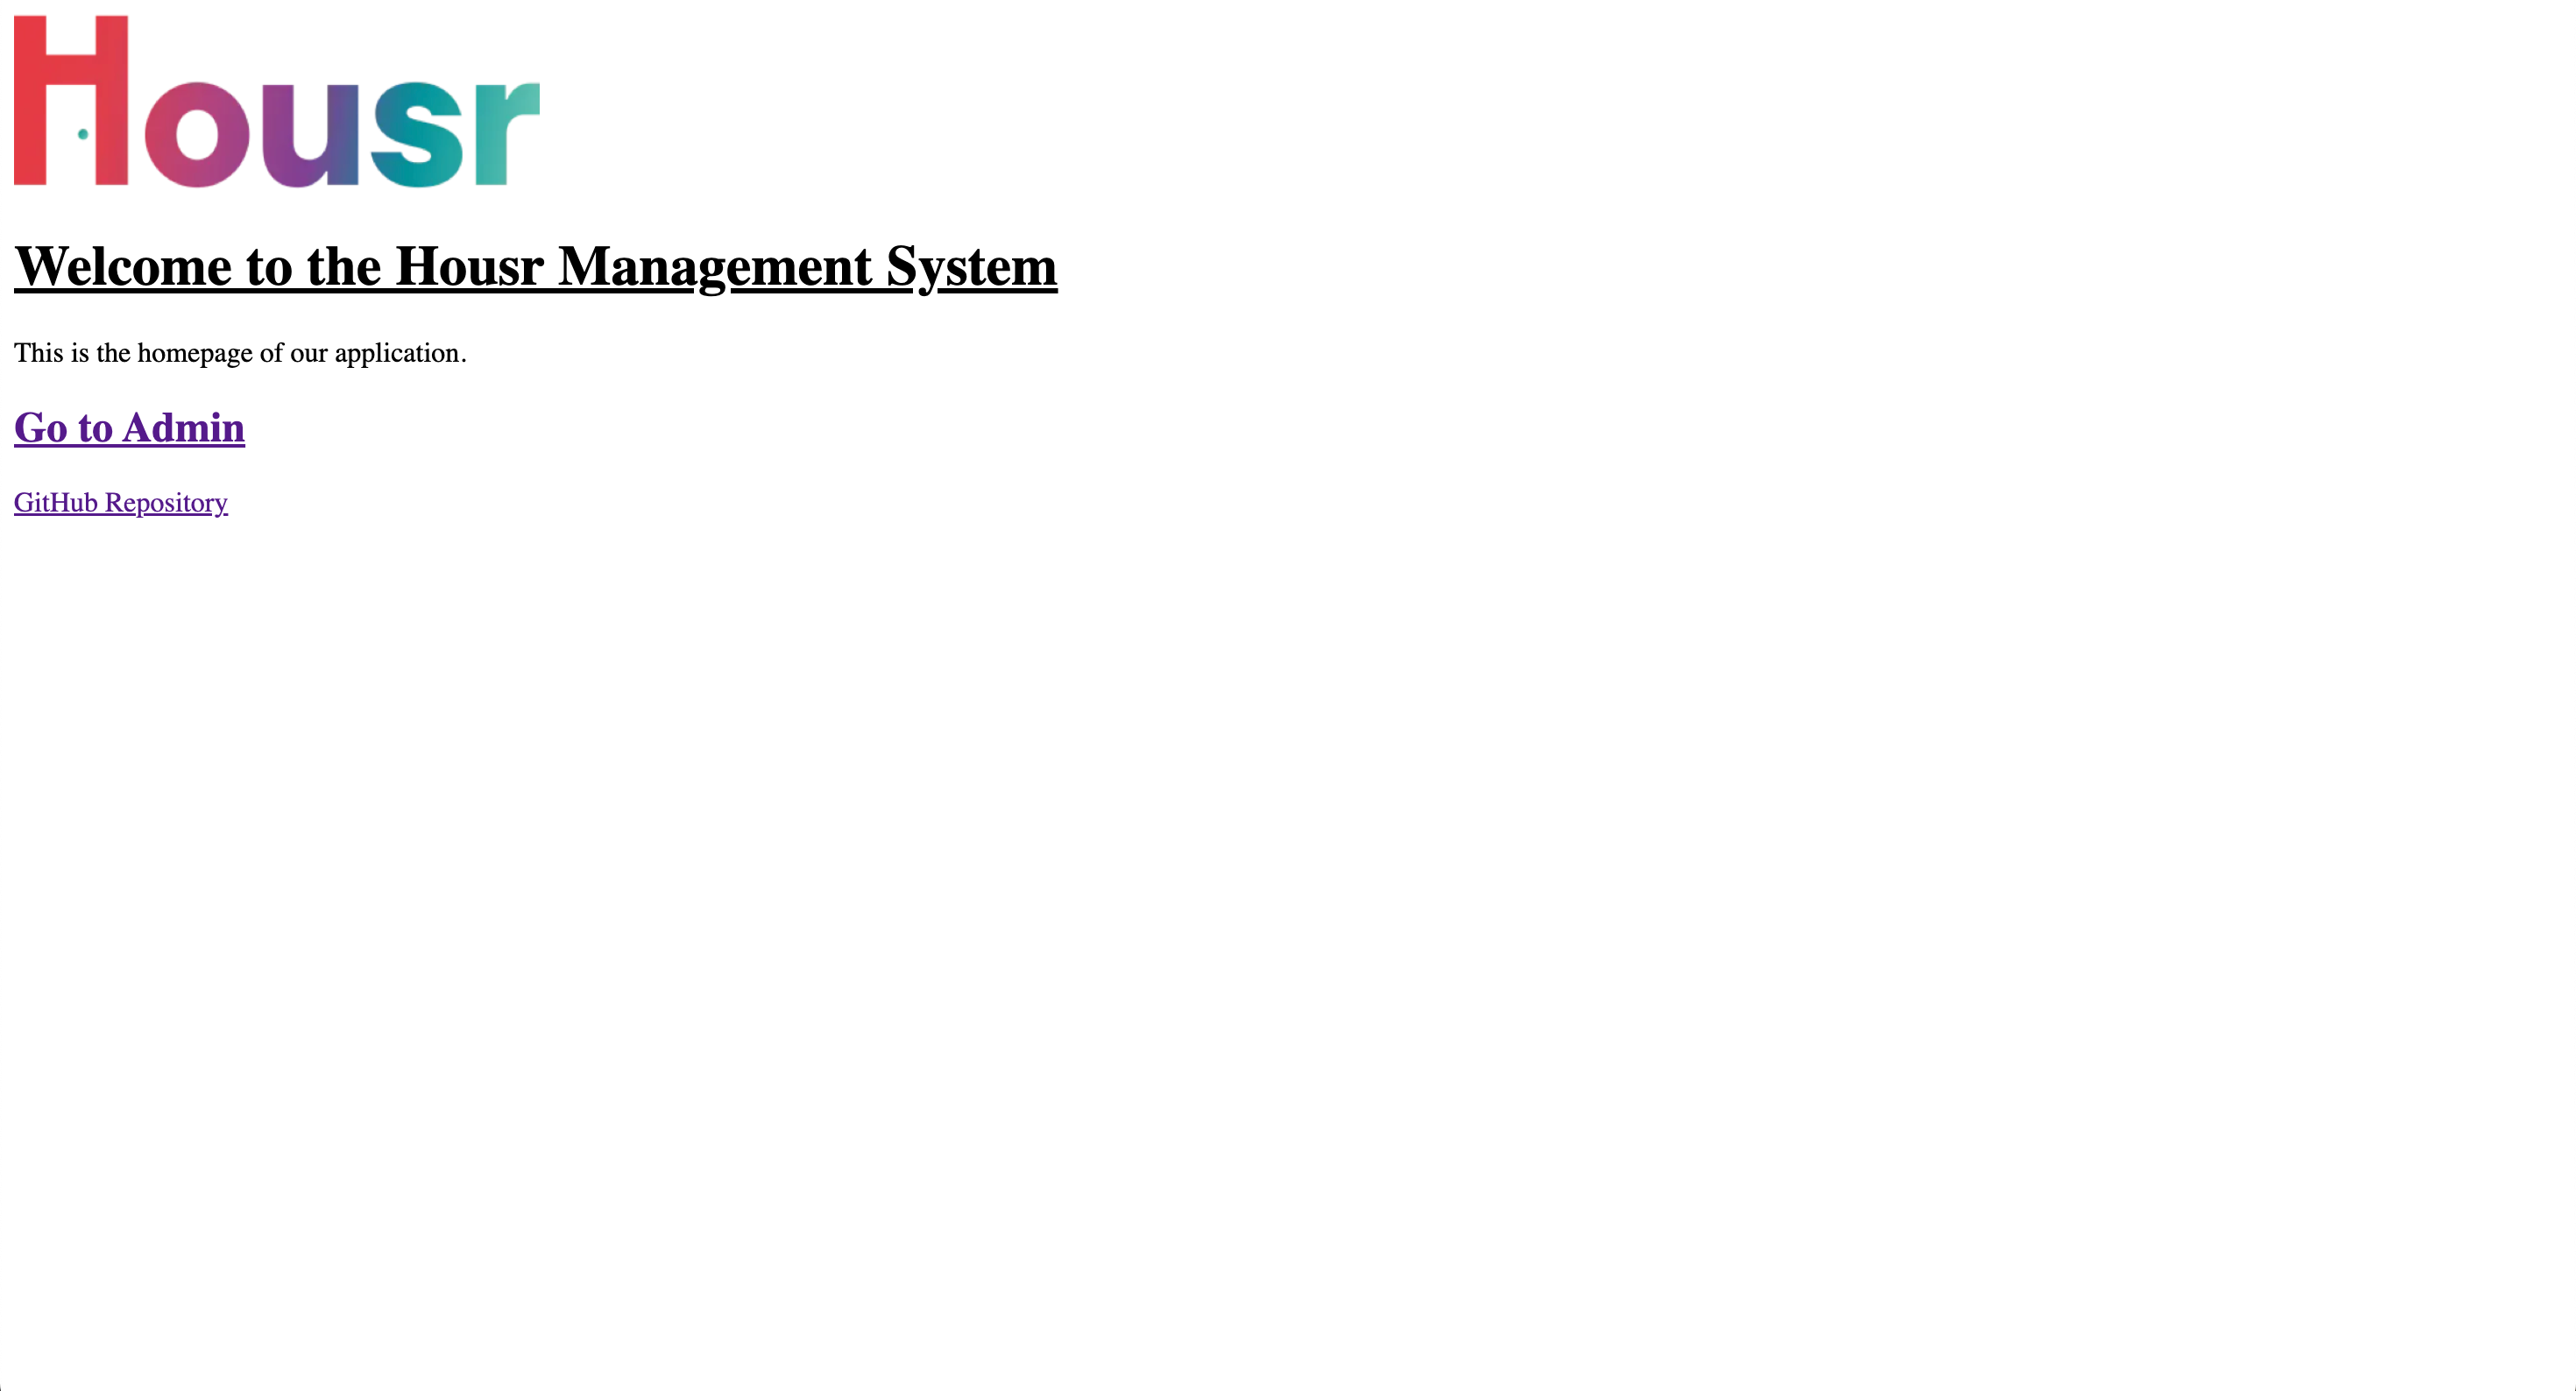 Housr
Welcome to the Housr Management System
This is the homepage of our application.
Go to Admin
GitHub Repository